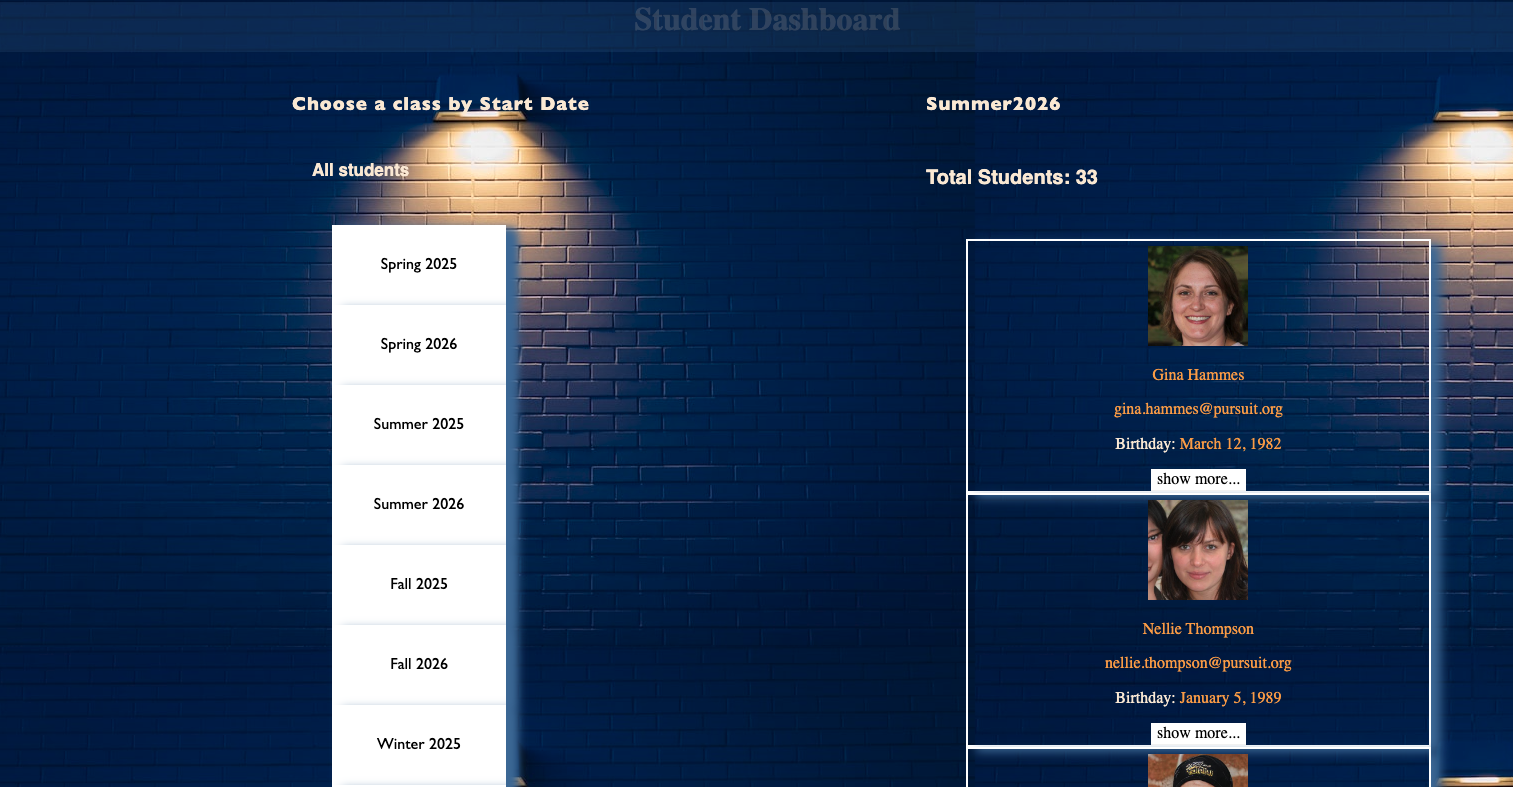 Student Dashboard
Choose a class by Start Date
All students
Spring 2025
Spring 2026
Summer 2025
Summer 2026
Fall 2025
Fall 2026
Winter 2025
Summer2026
Total Students: 33
Gina Hammes
gina.hammes@pursuit.org
Birthday: March 12, 1982
show more...
Nellie Thompson
nellie.thompson@pursuit.org
Birthday: January 5, 1989
show more...